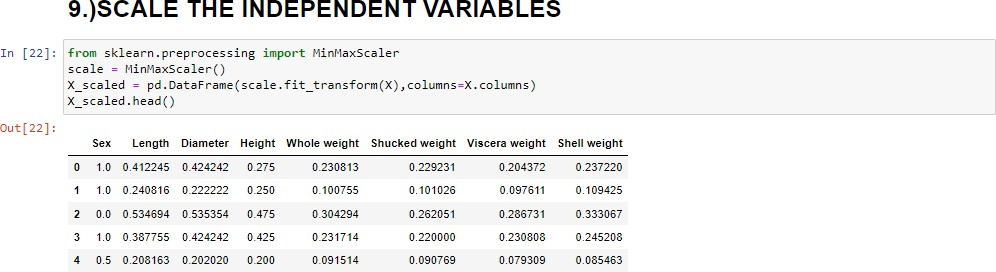 9.)SCALE THE INDEPENDENT VARIABLES
In [22]: from sklearn.preprocessing import MinMaxScaler
scale = MinMaxScaler()
X_scaled = pd.DataFrame(scale.fit_transform(X),columns=X.columns)
X_scaled.head()
Out[22]:
Sex Length Diameter Height Whole weight Shucked weight Viscera weight Shell weight
0 1.0 0.412245 0.424242 0.275 0.230813 0.229231 0.204372 0.237220
1 1.0 0.240816 0.222222 0.250 0.100755 0.101026 0.097611 0.109425
2 0.0 0.534694 0.535354 0.475 0.304294 0.262051 0.286731 0.333067
3 1.0 0.387755 0.424242 0.425 0.231714 0.220000 0.230808 0.245208
4 0.5 0.208163 0.202020 0.200 0.091514 0.090769 0.079309 0.085463